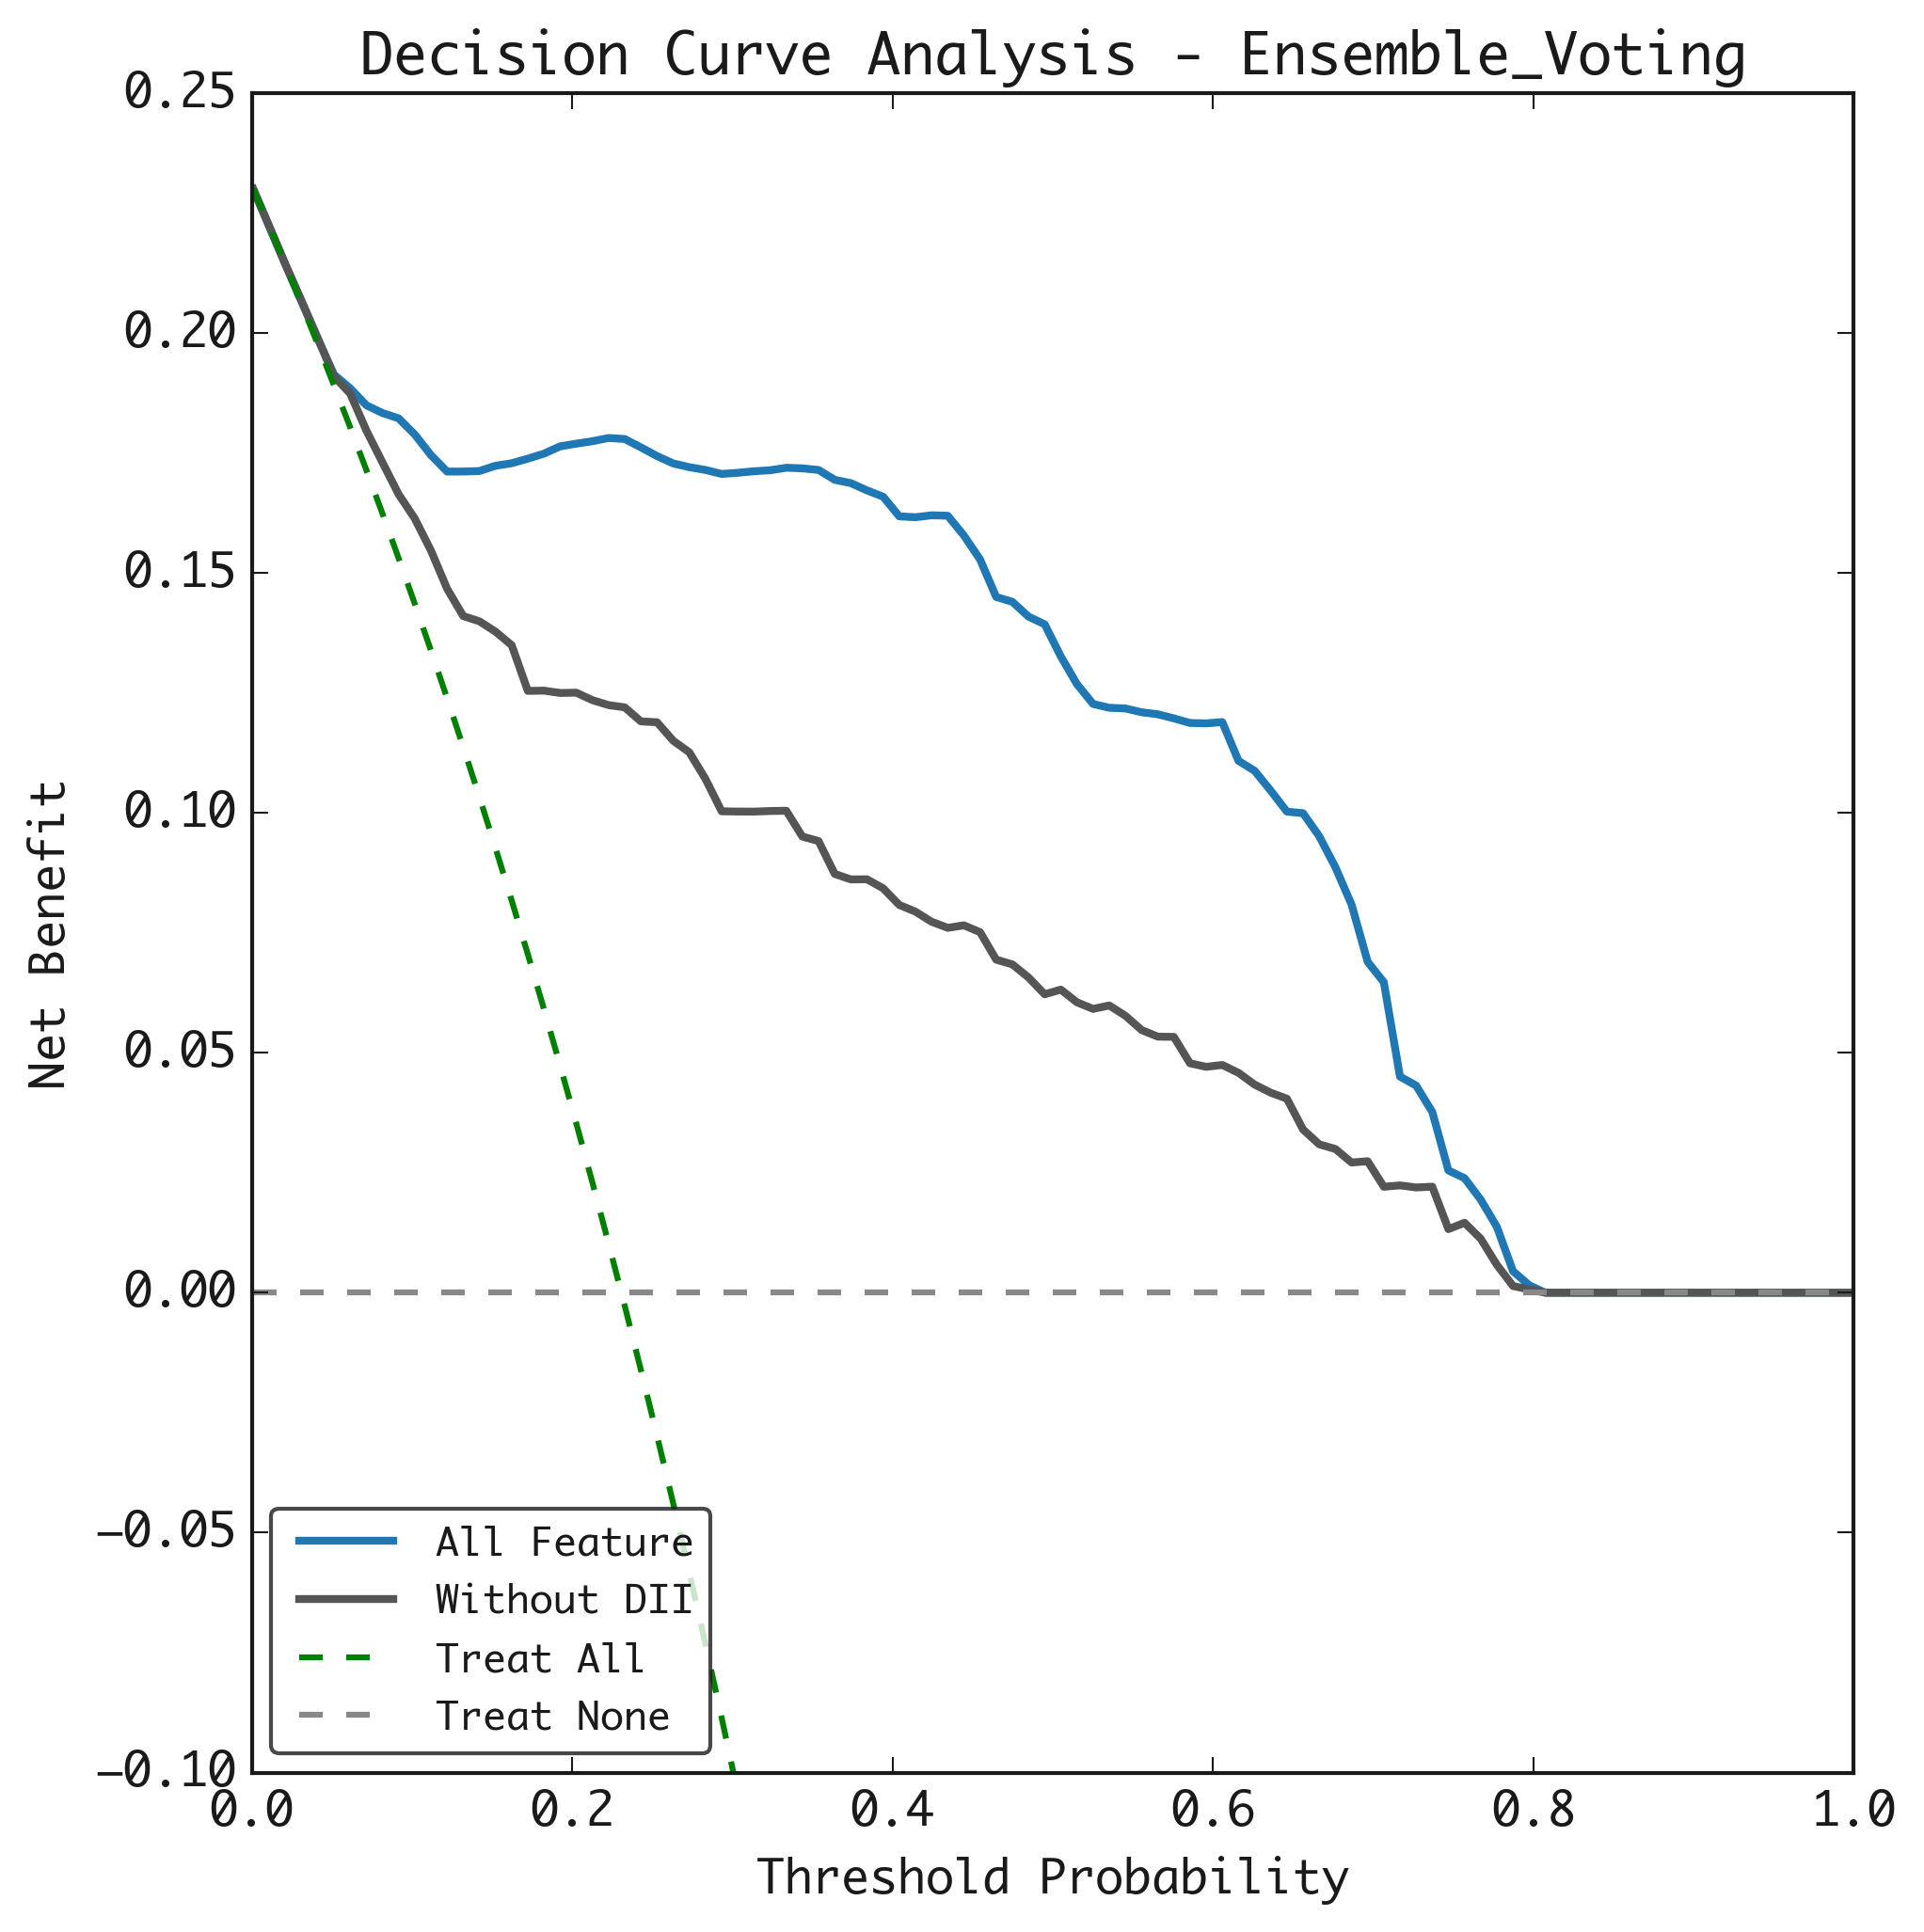 Decision Curve Analysis - Ensemble_Voting
0.25
0.20
0.15
0.10
0.05
0.00
−0.05
−0.10
Net Benefit
All Feature
Without DII
Treat All
Treat None
0.0 0.2 0.4 0.6 0.8 1.0
Threshold Probability